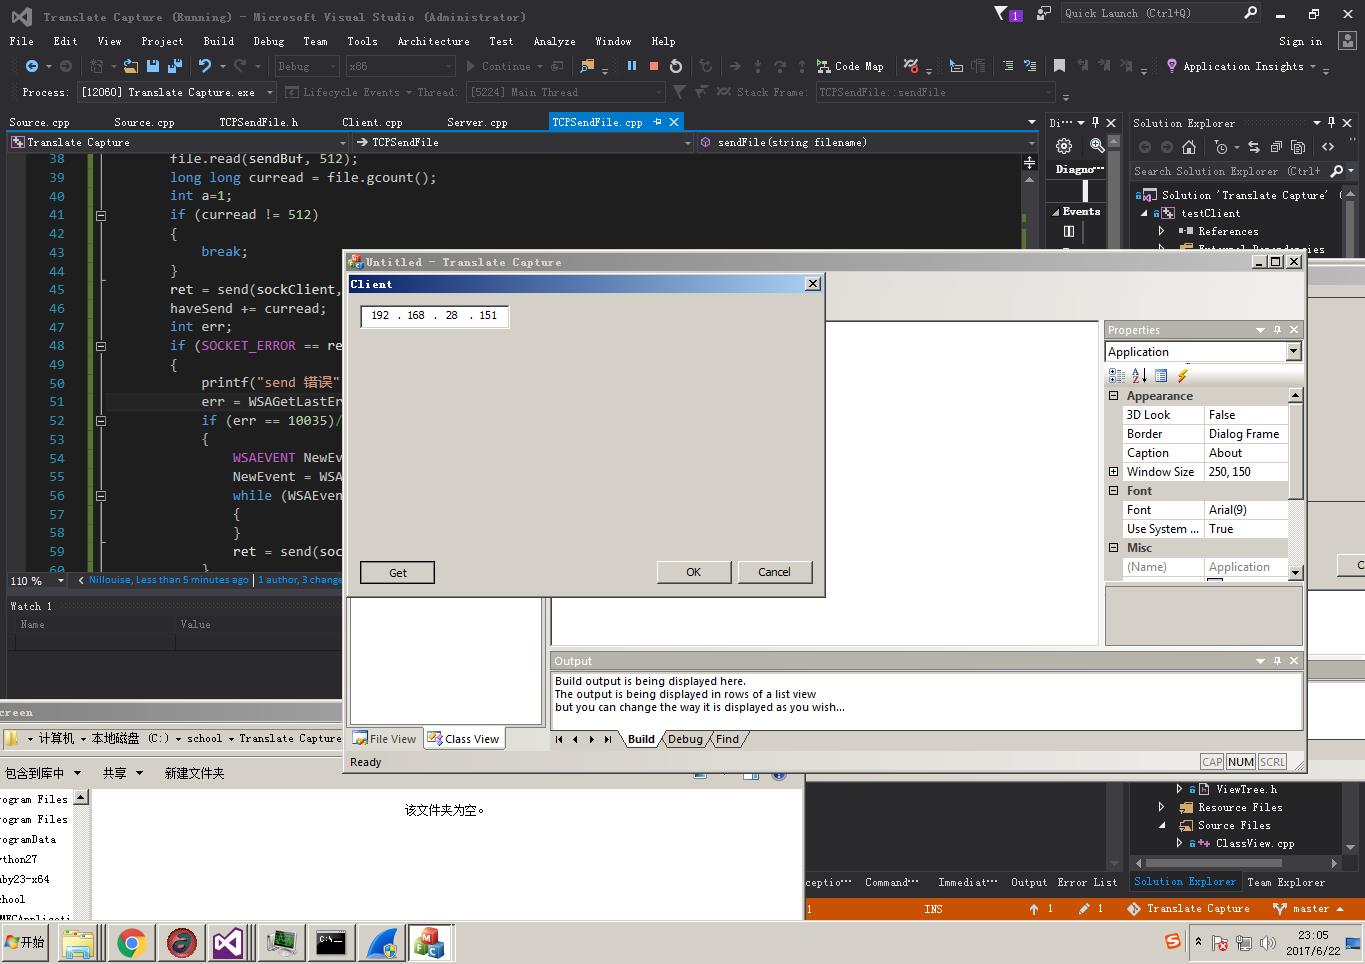 Translate Capture (Running) - Microsoft Visual Studio (Administrator)
1
Quick Launch (Ctrl+Q)
File Edit View Project Build Debug Team Tools Architecture Test Analyze Window Help
Sign in
Debug x86 Continue Code Map Application Insights
Process: [12060] Translate Capture.exe Lifecycle Events Thread: [5224] Main Thread Stack Frame: TCPSendFile::sendFile
Source.cpp Source.cpp TCPSendFile.h Client.cpp Server.cpp TCPSendFile.cpp
Translate Capture TCPSendFile sendFile(string filename)
38 file.read(sendBuf, 512);
39 long long curread = file.gcount();
40 int a=1;
41 if (curread != 512)
42 {
43 break;
44 }
45 ret = send(sockClient,
46 haveSend += curread;
47 int err;
48 if (SOCKET_ERROR == re
49 {
50 printf("send 错误"
51 err = WSAGetLastEr
52 if (err == 10035)/
53 {
54 WSAEVENT NewEv
55 NewEvent = WSA
56 while (WSAEven
57 {
58 }
59 ret = send(soc
60 }
110 % Nillouise, Less than 5 minutes ago | 1 author, 3 change
Watch 1
Name Value
Di···
Diagno···
Events
Solution Explorer
Search Solution Explorer (Ctrl+
Solution 'Translate Capture' (
testClient
References
External Dependencies
Untitled - Translate Capture
Client
192 . 168 . 28 . 151
Get OK Cancel
Properties
Application
Appearance
3D Look False
Border Dialog Frame
Caption About
Window Size 250, 150
Font
Font Arial(9)
Use System ... True
Misc
(Name) Application
C
Output
Build output is being displayed here.
The output is being displayed in rows of a list view
but you can change the way it is displayed as you wish...
File View Class View
Build Debug Find
Ready
CAP NUM SCRL
creen
计算机 本地磁盘 (C:) school Translate Capture
包含到库中 共享 新建文件夹
rogram Files
rogram Files
rogramData
ython27
uby23-x64
chool
该文件夹为空。
ViewTree.h
Resource Files
Source Files
ClassView.cpp
ceptio··· Command··· Immediat··· Output Error List
Solution Explorer Team Explorer
1 INS 1 1 Translate Capture master
开始
23:05
2017/6/22